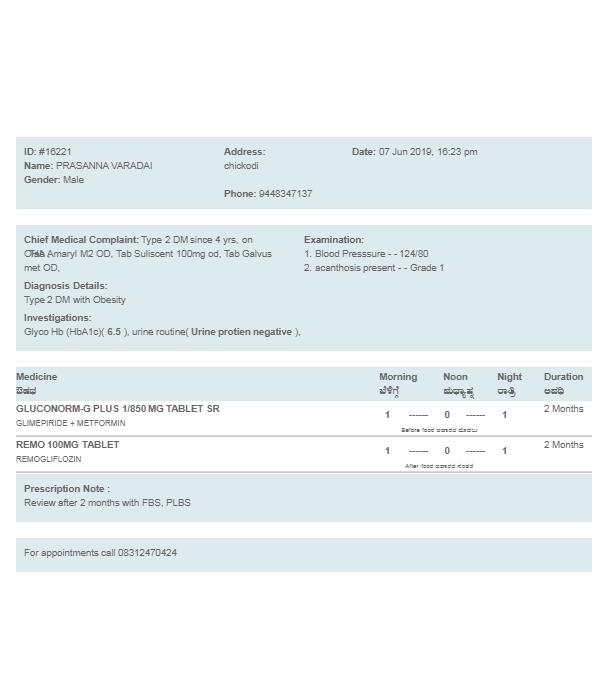 ID: #16221
Name: PRASANNA VARADAI
Gender: Male
Address:
chickodi
Phone: 9448347137
Date: 07 Jun 2019, 16:23 pm
Chief Medical Complaint: Type 2 DM since 4 yrs, on
Amaryl M2 OD, Tab Suliscent 100mg od, Tab Galvus
met OD,
Diagnosis Details:
Type 2 DM with Obesity
Investigations:
Glyco Hb (HbA1c)( 6.5 ), urine routine( Urine protien negative ),
Examination:
1. Blood Presssure - - 124/80
2. acanthosis present - - Grade 1
Medicine Morning Noon Night Duration
ಔಷಧ ಬೆಳಿಗ್ಗೆ ಮಧ್ಯಾಹ್ನ ರಾತ್ರಿ ಅವಧಿ
GLUCONORM-G PLUS 1/850 MG TABLET SR 1 ------ 0 ------ 1 2 Months
GLIMEPIRIDE + METFORMIN
Before food ಆಹಾರದ ಮೊದಲು
REMO 100MG TABLET 1 ------ 0 ------ 1 2 Months
REMOGLIFLOZIN
After food ಆಹಾರದ ನಂತರ
Prescription Note :
Review after 2 months with FBS, PLBS
For appointments call 08312470424